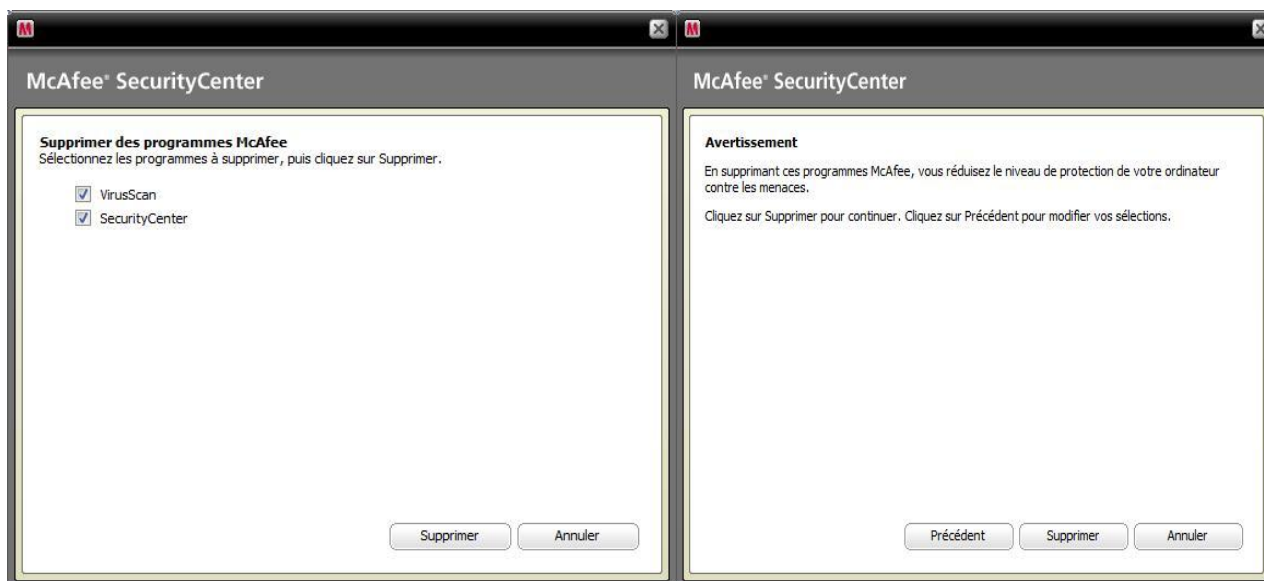 McAfee® SecurityCenter
Supprimer des programmes McAfee
Sélectionnez les programmes à supprimer, puis cliquez sur Supprimer.
VirusScan
SecurityCenter
Supprimer
Annuler
McAfee® SecurityCenter
Avertissement
En supprimant ces programmes McAfee, vous réduisez le niveau de protection de votre ordinateur
contre les menaces.
Cliquez sur Supprimer pour continuer. Cliquez sur Précédent pour modifier vos sélections.
Précédent
Supprimer
Annuler